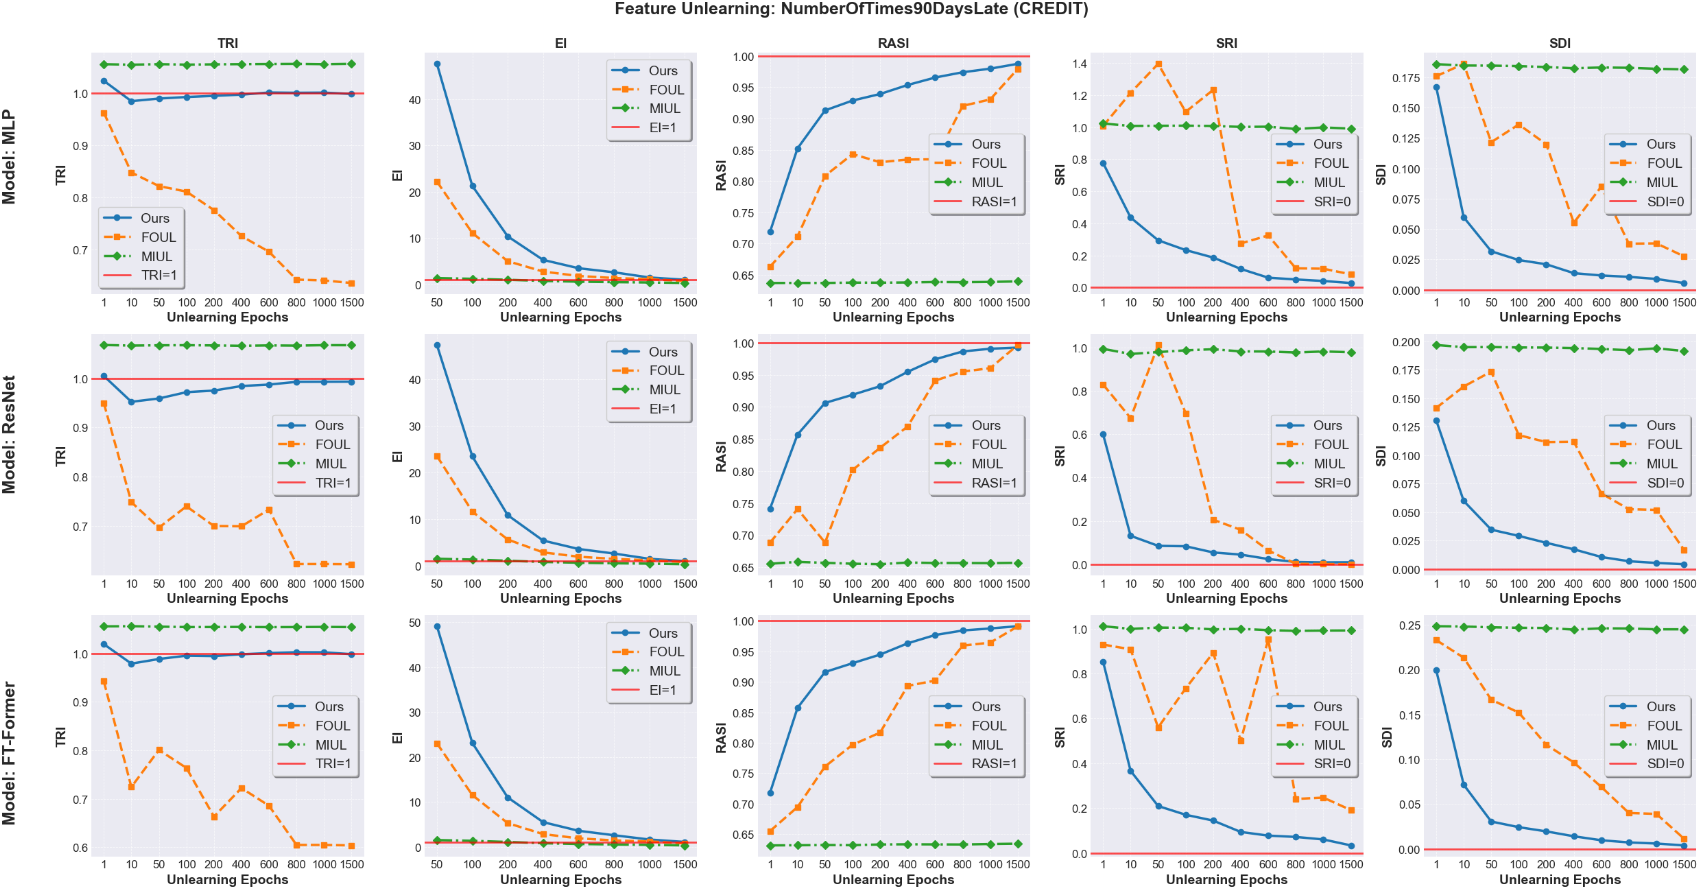 Feature Unlearning: NumberOfTimes90DaysLate (CREDIT)
TRI EI RASI SRI SDI
Model: MLP
TRI
1.0
0.9
0.8
0.7
Ours
FOUL
MIUL
TRI=1
1 10 50 100 200 400 600 800 1000 1500
Unlearning Epochs
EI
40
30
20
10
0
Ours
FOUL
MIUL
EI=1
50 100 200 400 600 800 1000 1500
Unlearning Epochs
RASI
1.00
0.95
0.90
0.85
0.80
0.75
0.70
0.65
Ours
FOUL
MIUL
RASI=1
1 10 50 100 200 400 600 800 1000 1500
Unlearning Epochs
SRI
1.4
1.2
1.0
0.8
0.6
0.4
0.2
0.0
Ours
FOUL
MIUL
SRI=0
1 10 50 100 200 400 600 800 1000 1500
Unlearning Epochs
SDI
0.175
0.150
0.125
0.100
0.075
0.050
0.025
0.000
Ours
FOUL
MIUL
SDI=0
1 10 50 100 200 400 600 800 1000 1500
Unlearning Epochs
Model: ResNet
TRI
1.0
0.9
0.8
0.7
Ours
FOUL
MIUL
TRI=1
1 10 50 100 200 400 600 800 1000 1500
Unlearning Epochs
EI
40
30
20
10
0
Ours
FOUL
MIUL
EI=1
50 100 200 400 600 800 1000 1500
Unlearning Epochs
RASI
1.00
0.95
0.90
0.85
0.80
0.75
0.70
0.65
Ours
FOUL
MIUL
RASI=1
1 10 50 100 200 400 600 800 1000 1500
Unlearning Epochs
SRI
1.0
0.8
0.6
0.4
0.2
0.0
Ours
FOUL
MIUL
SRI=0
1 10 50 100 200 400 600 800 1000 1500
Unlearning Epochs
SDI
0.200
0.175
0.150
0.125
0.100
0.075
0.050
0.025
0.000
Ours
FOUL
MIUL
SDI=0
1 10 50 100 200 400 600 800 1000 1500
Unlearning Epochs
Model: FT-Former
TRI
1.0
0.9
0.8
0.7
0.6
Ours
FOUL
MIUL
TRI=1
1 10 50 100 200 400 600 800 1000 1500
Unlearning Epochs
EI
50
40
30
20
10
0
Ours
FOUL
MIUL
EI=1
50 100 200 400 600 800 1000 1500
Unlearning Epochs
RASI
1.00
0.95
0.90
0.85
0.80
0.75
0.70
0.65
Ours
FOUL
MIUL
RASI=1
1 10 50 100 200 400 600 800 1000 1500
Unlearning Epochs
SRI
1.0
0.8
0.6
0.4
0.2
0.0
Ours
FOUL
MIUL
SRI=0
1 10 50 100 200 400 600 800 1000 1500
Unlearning Epochs
SDI
0.25
0.20
0.15
0.10
0.05
0.00
Ours
FOUL
MIUL
SDI=0
1 10 50 100 200 400 600 800 1000 1500
Unlearning Epochs